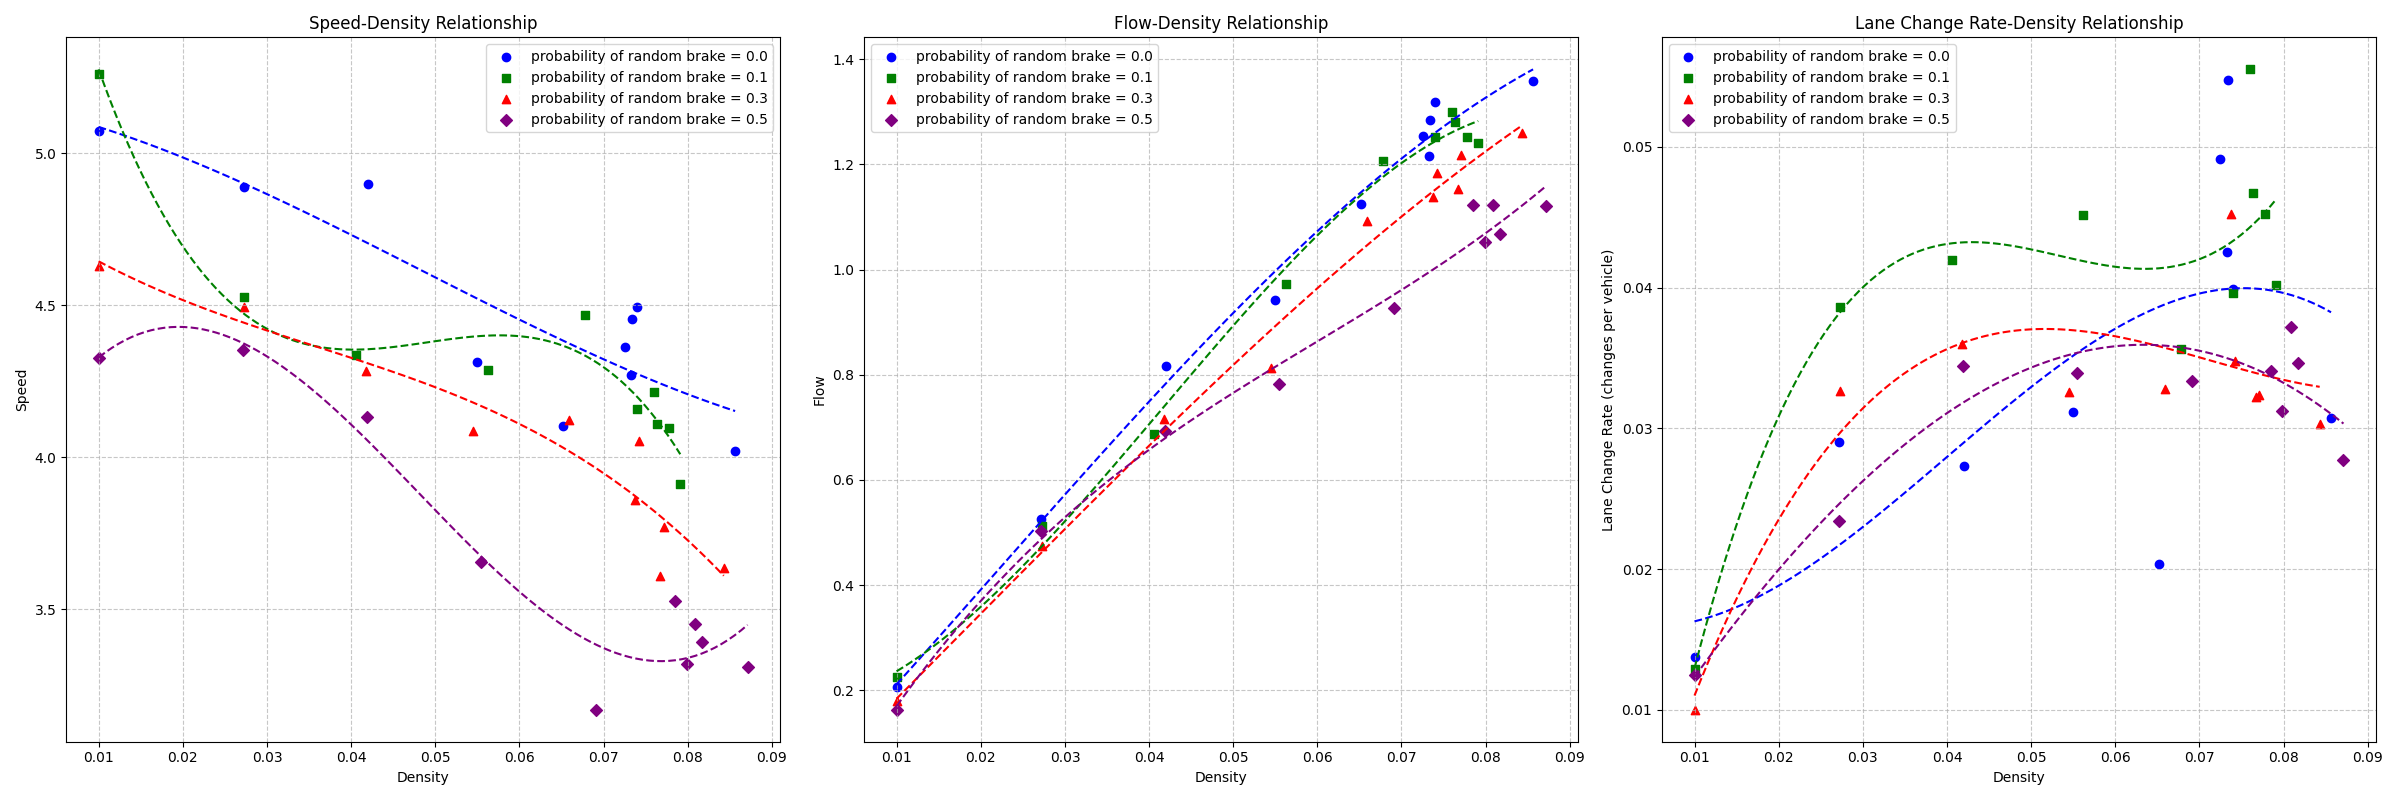 Speed-Density Relationship
probability of random brake = 0.0
probability of random brake = 0.1
probability of random brake = 0.3
probability of random brake = 0.5
5.0
4.5
4.0
3.5
Speed
0.01 0.02 0.03 0.04 0.05 0.06 0.07 0.08 0.09
Density
Flow-Density Relationship
probability of random brake = 0.0
probability of random brake = 0.1
probability of random brake = 0.3
probability of random brake = 0.5
1.4
1.2
1.0
0.8
0.6
0.4
0.2
Flow
0.01 0.02 0.03 0.04 0.05 0.06 0.07 0.08 0.09
Density
Lane Change Rate-Density Relationship
probability of random brake = 0.0
probability of random brake = 0.1
probability of random brake = 0.3
probability of random brake = 0.5
0.05
0.04
0.03
0.02
0.01
Lane Change Rate (changes per vehicle)
0.01 0.02 0.03 0.04 0.05 0.06 0.07 0.08 0.09
Density